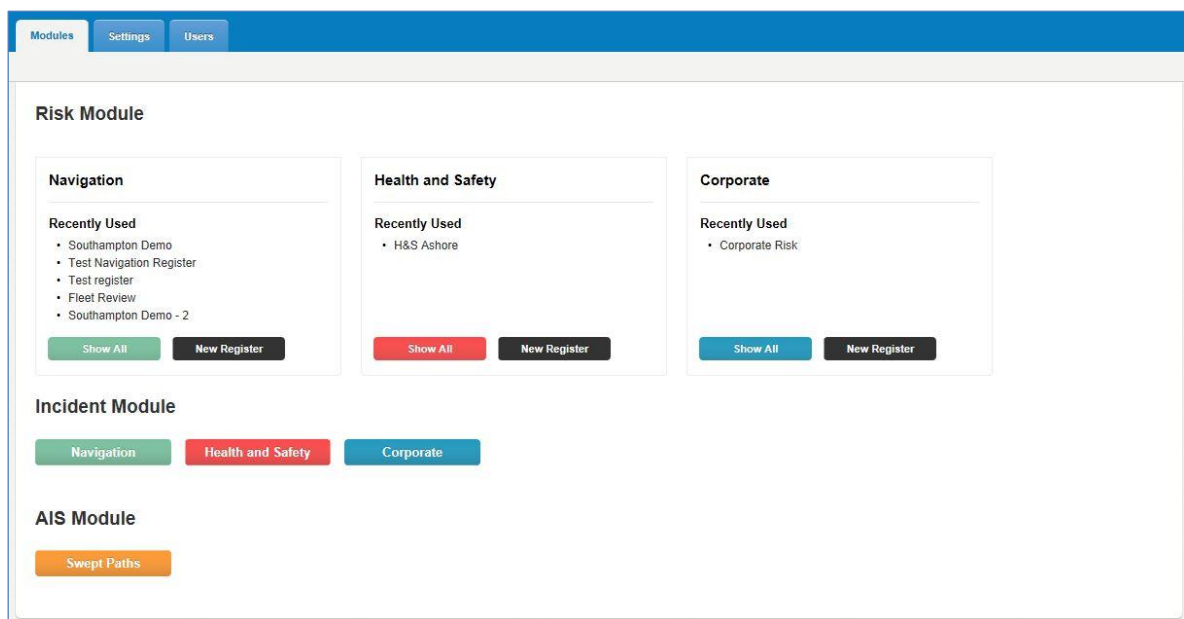 Modules Settings Users
Risk Module
Navigation
Recently Used
• Southampton Demo
• Test Navigation Register
• Test register
• Fleet Review
• Southampton Demo - 2
Show All New Register
Health and Safety
Recently Used
• H&S Ashore
Show All New Register
Corporate
Recently Used
• Corporate Risk
Show All New Register
Incident Module
Navigation Health and Safety Corporate
AIS Module
Swept Paths